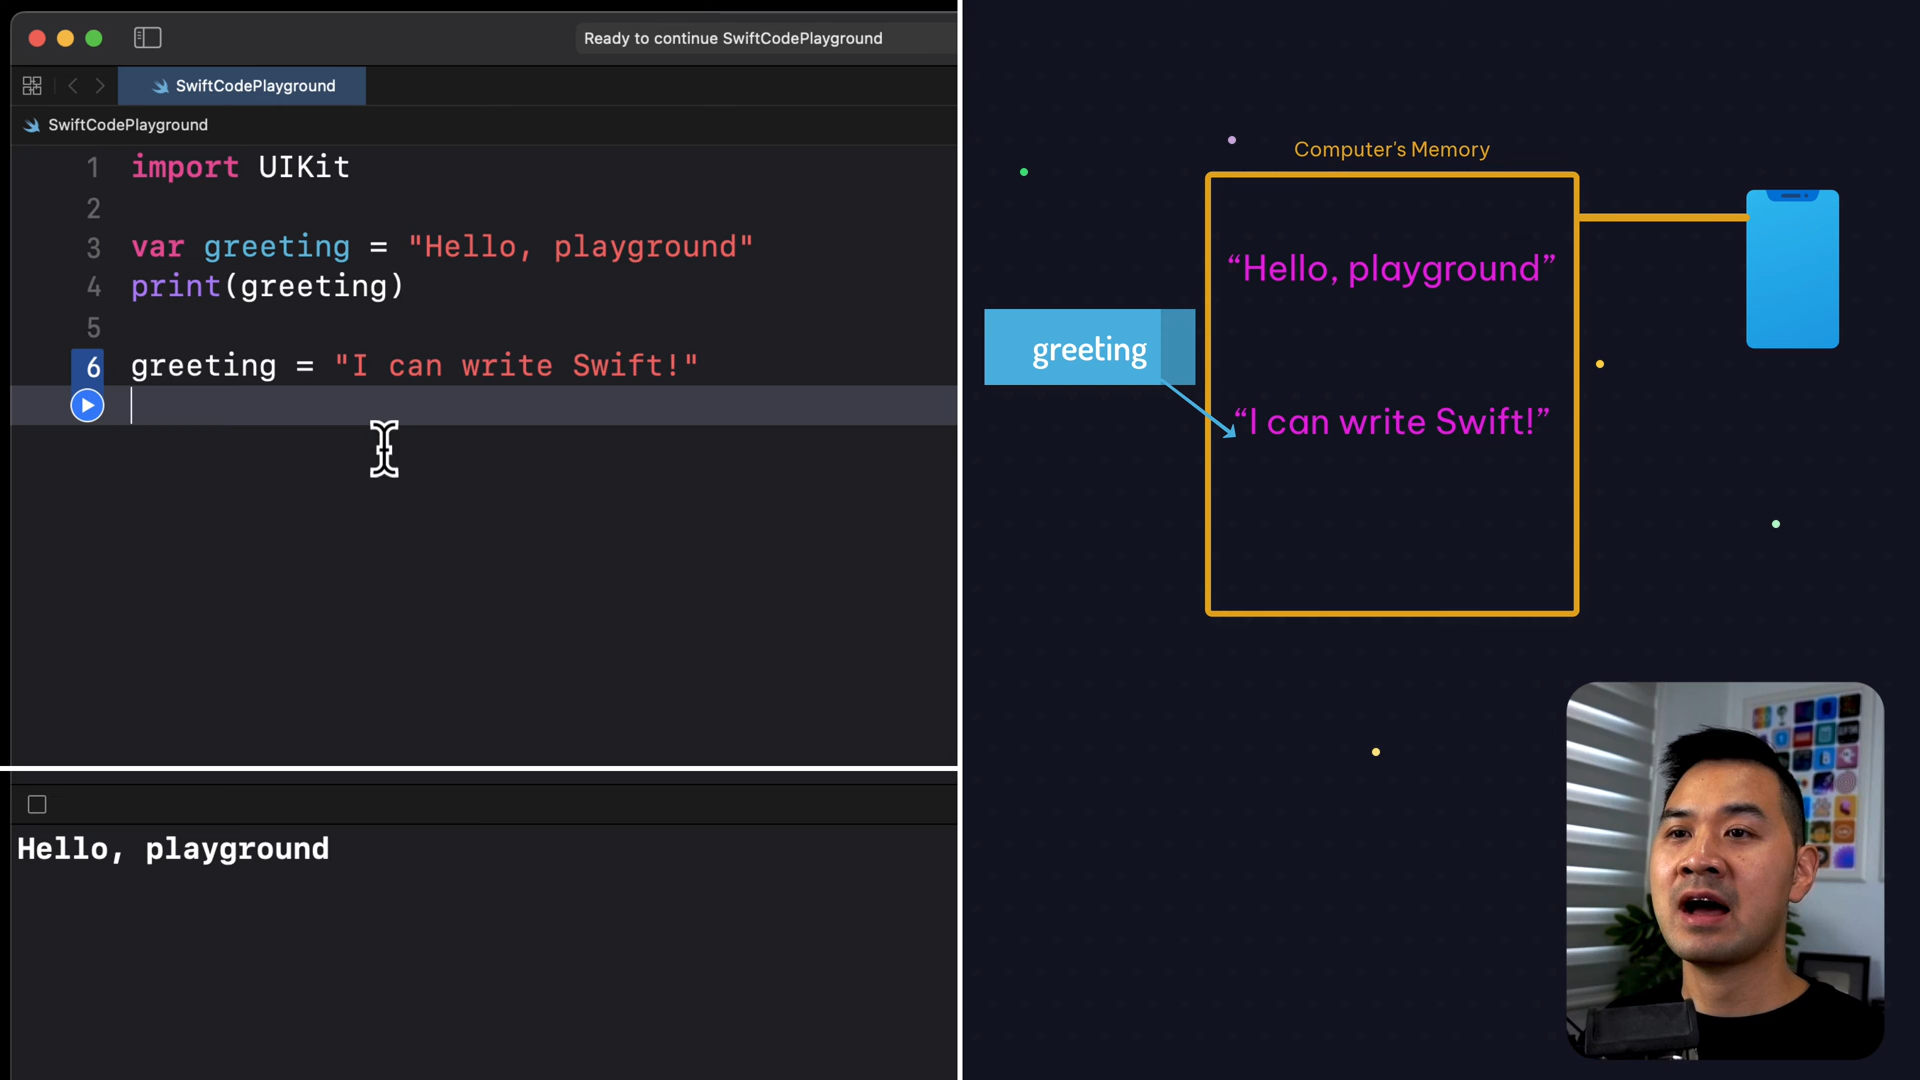 Ready to continue SwiftCodePlayground
SwiftCodePlayground
SwiftCodePlayground
1 import UIKit
2
3 var greeting = "Hello, playground"
4 print(greeting)
5
6 greeting = "I can write Swift!"
Hello, playground
Computer's Memory
“Hello, playground”
greeting
“I can write Swift!”